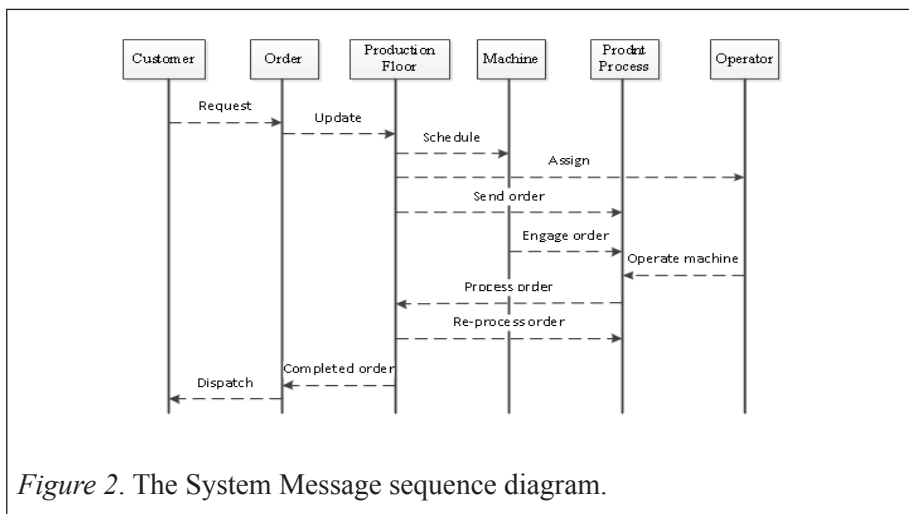 Customer
Order
Production
Floor
Machine
Prodnt
Process
Operator
Request
Update
Schedule
Assign
Send order
Engage order
Operate machine
Process order
Re-process order
Completed order
Dispatch
Figure 2. The System Message sequence diagram.